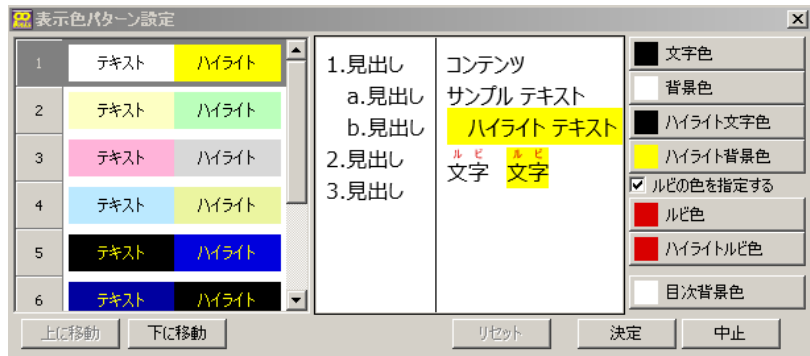 表示色パターン設定
1 テキスト ハイライト
2 テキスト ハイライト
3 テキスト ハイライト
4 テキスト ハイライト
5 テキスト ハイライト
6 テキスト ハイライト
1.見出し
a.見出し
b.見出し
2.見出し
3.見出し
コンテンツ
サンプル テキスト
ハイライト テキスト
ルビ ルビ
文字 文字
文字色
背景色
ハイライト文字色
ハイライト背景色
ルビの色を指定する
ルビ色
ハイライトルビ色
目次背景色
上に移動 下に移動 リセット 決定 中止